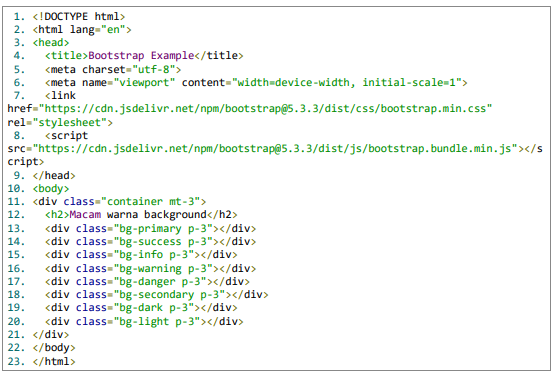 1. <!DOCTYPE html>
2. <html lang="en">
3. <head>
4.   <title>Bootstrap Example</title>
5.   <meta charset="utf-8">
6.   <meta name="viewport" content="width=device-width, initial-scale=1">
7.   <link
href="https://cdn.jsdelivr.net/npm/bootstrap@5.3.3/dist/css/bootstrap.min.css"
rel="stylesheet">
8.   <script
src="https://cdn.jsdelivr.net/npm/bootstrap@5.3.3/dist/js/bootstrap.bundle.min.js"></s
cript>
9. </head>
10. <body>
11. <div class="container mt-3">
12.   <h2>Macam warna background</h2>
13.   <div class="bg-primary p-3"></div>
14.   <div class="bg-success p-3"></div>
15.   <div class="bg-info p-3"></div>
16.   <div class="bg-warning p-3"></div>
17.   <div class="bg-danger p-3"></div>
18.   <div class="bg-secondary p-3"></div>
19.   <div class="bg-dark p-3"></div>
20.   <div class="bg-light p-3"></div>
21. </div>
22. </body>
23. </html>